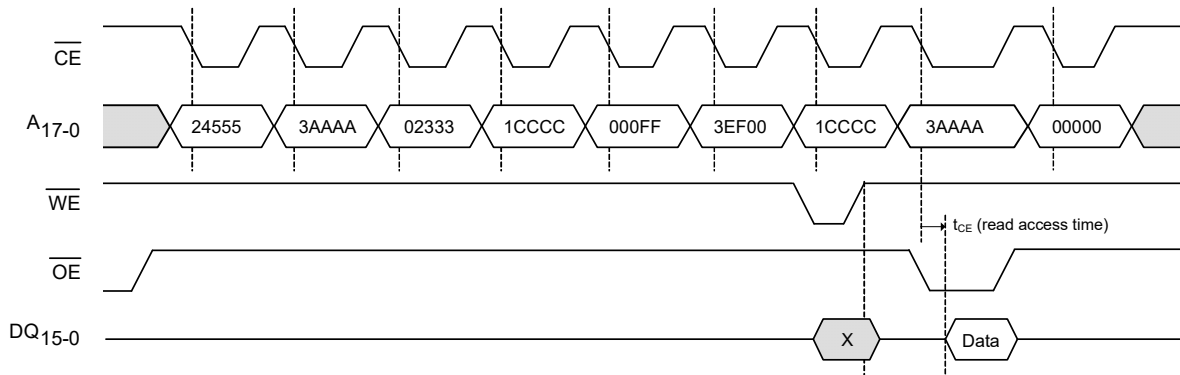 CE
A17-0 24555 3AAAA 02333 1CCCC 000FF 3EF00 1CCCC 3AAAA 00000
WE
tCE (read access time)
OE
DQ15-0 X Data